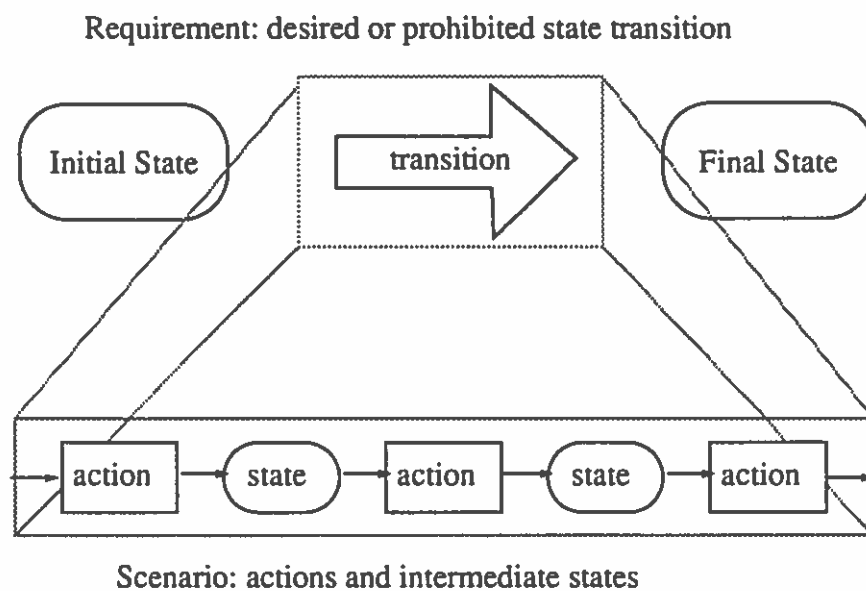 Requirement: desired or prohibited state transition
Initial State
transition
Final State
action
state
action
state
action
Scenario: actions and intermediate states